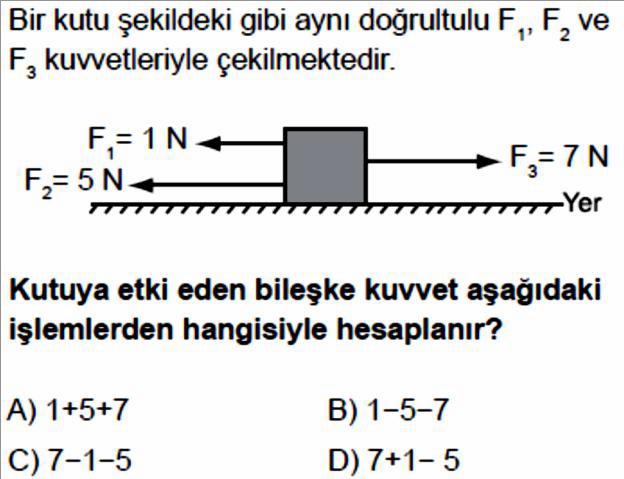 Bir kutu şekildeki gibi aynı doğrultulu F₁, F₂ ve
F₃ kuvvetleriyle çekilmektedir.
F₁= 1 N
F₂= 5 N
F₃= 7 N
Yer
Kutuya etki eden bileşke kuvvet aşağıdaki
işlemlerden hangisiyle hesaplanır?
A) 1+5+7 B) 1−5−7
C) 7−1−5 D) 7+1− 5